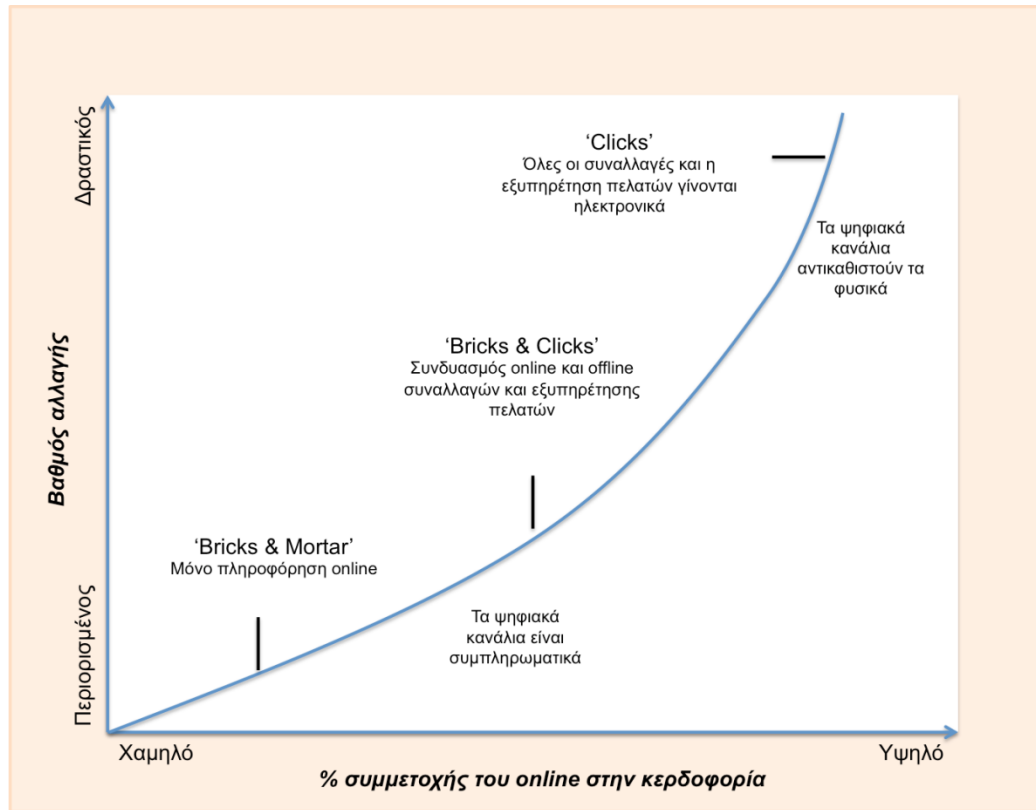 Δραστικός
‘Clicks’
Όλες οι συναλλαγές και η
εξυπηρέτηση πελατών γίνονται
ηλεκτρονικά
Τα ψηφιακά
κανάλια
αντικαθιστούν τα
φυσικά
Βαθμός αλλαγής
‘Bricks & Clicks’
Συνδυασμός online και offline
συναλλαγών και εξυπηρέτησης
πελατών
‘Bricks & Mortar’
Μόνο πληροφόρηση online
Τα ψηφιακά
κανάλια είναι
συμπληρωματικά
Περιορισμένος
Χαμηλό
Υψηλό
% συμμετοχής του online στην κερδοφορία